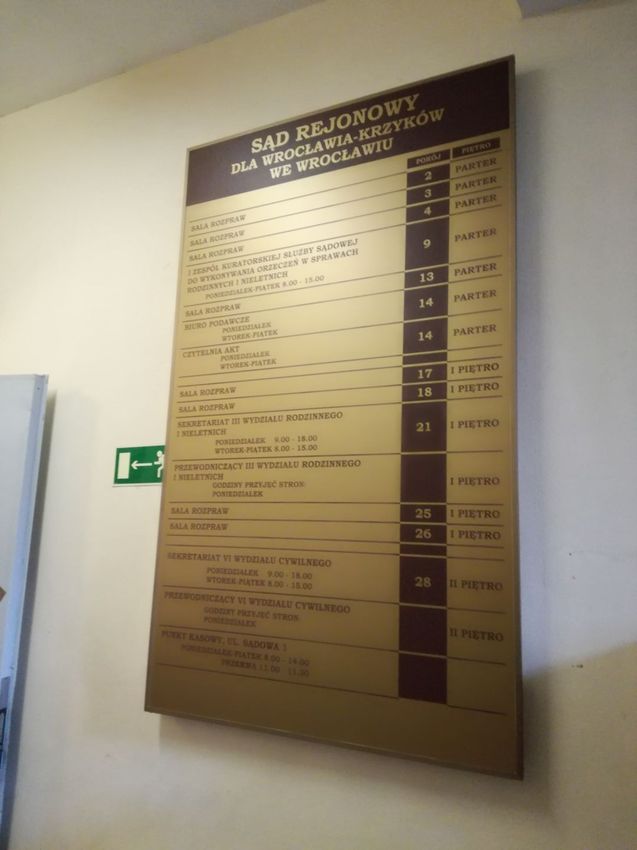 SĄD REJONOWY
DLA WROCŁAWIA-KRZYKÓW
WE WROCŁAWIU
POKÓJ PIĘTRO
SALA ROZPRAW 2 PARTER
SALA ROZPRAW 3 PARTER
SALA ROZPRAW 4 PARTER
I ZESPÓŁ KURATORSKIEJ SŁUŻBY SĄDOWEJ 9 PARTER
DO WYKONYWANIA ORZECZEŃ W SPRAWACH
RODZINNYCH I NIELETNICH
PONIEDZIAŁEK-PIĄTEK 8.00 - 15.00
SALA ROZPRAW 13 PARTER
BIURO PODAWCZE 14 PARTER
PONIEDZIAŁEK
WTOREK-PIĄTEK
CZYTELNIA AKT 14 PARTER
PONIEDZIAŁEK
WTOREK-PIĄTEK
SALA ROZPRAW 17 I PIĘTRO
SALA ROZPRAW 18 I PIĘTRO
SEKRETARIAT III WYDZIAŁU RODZINNEGO 21 I PIĘTRO
I NIELETNICH
PONIEDZIAŁEK 9.00 - 18.00
WTOREK-PIĄTEK 8.00 - 15.00
PRZEWODNICZĄCY III WYDZIAŁU RODZINNEGO I PIĘTRO
I NIELETNICH
GODZINY PRZYJĘĆ STRON:
PONIEDZIAŁEK
SALA ROZPRAW 25 I PIĘTRO
SALA ROZPRAW 26 I PIĘTRO
SEKRETARIAT VI WYDZIAŁU CYWILNEGO 28 II PIĘTRO
PONIEDZIAŁEK 9.00 - 18.00
WTOREK-PIĄTEK 8.00 - 15.00
PRZEWODNICZĄCY VI WYDZIAŁU CYWILNEGO II PIĘTRO
GODZINY PRZYJĘĆ STRON:
PONIEDZIAŁEK
PUNKT KASOWY, UL. SĄDOWA 1
PONIEDZIAŁEK-PIĄTEK 8.00 - 14.00
PRZERWA 11.00 - 11.30